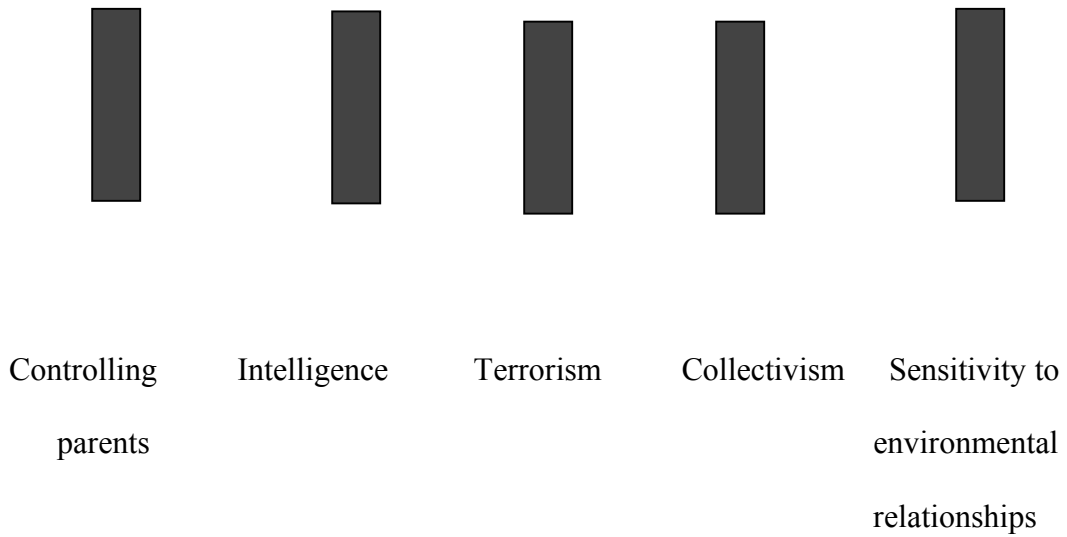 Controlling Intelligence Terrorism Collectivism Sensitivity to
parents environmental
relationships